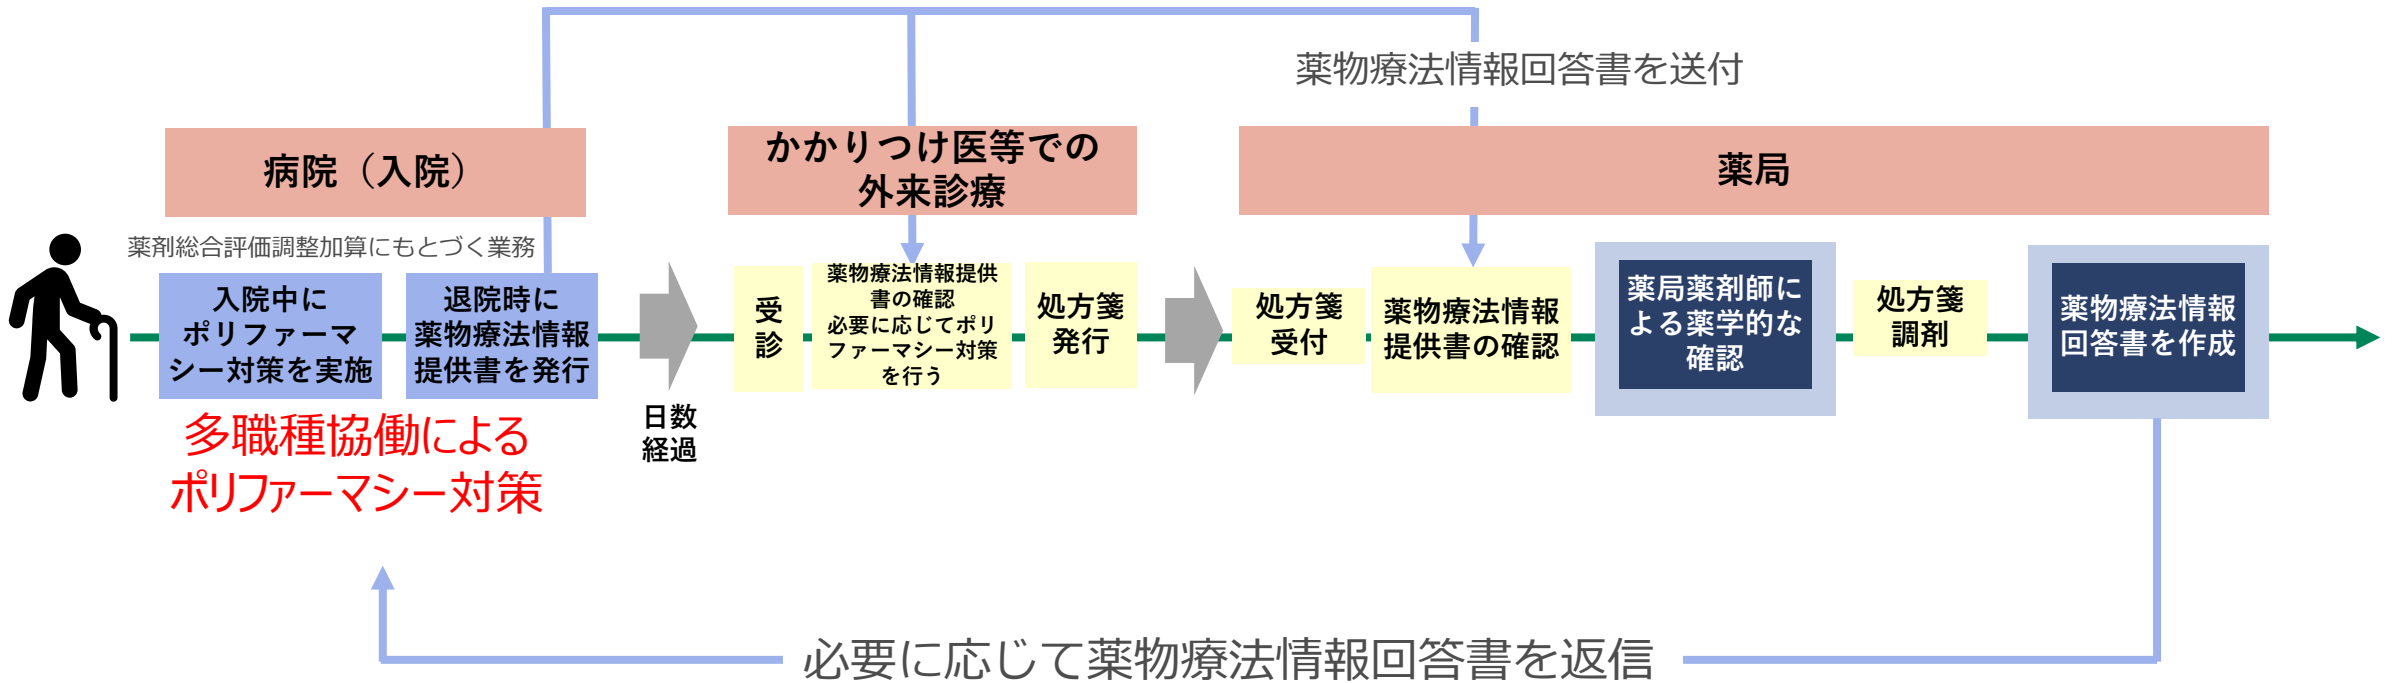 薬物療法情報回答書を送付
病院（入院）
かかりつけ医等での
外来診療
薬局
薬剤総合評価調整加算にもとづく業務
入院中に
ポリファーマ
シー対策を実施
退院時に
薬物療法情報
提供書を発行
日数
経過
受
診
薬物療法情報提供
書の確認
必要に応じてポリ
ファーマシー対策
を行う
処方箋
発行
処方箋
受付
薬物療法情報
提供書の確認
薬局薬剤師に
よる薬学的な
確認
処方箋
調剤
薬物療法情報
回答書を作成
多職種協働による
ポリファーマシー対策
必要に応じて薬物療法情報回答書を返信